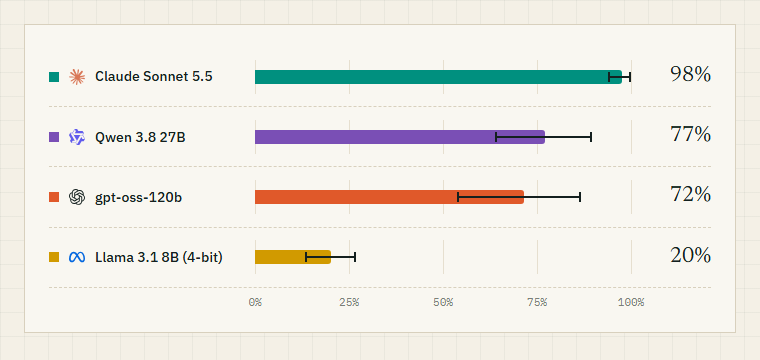 Claude Sonnet 5.5 98%
Qwen 3.8 27B 77%
gpt-oss-120b 72%
Llama 3.1 8B (4-bit) 20%
0% 25% 50% 75% 100%